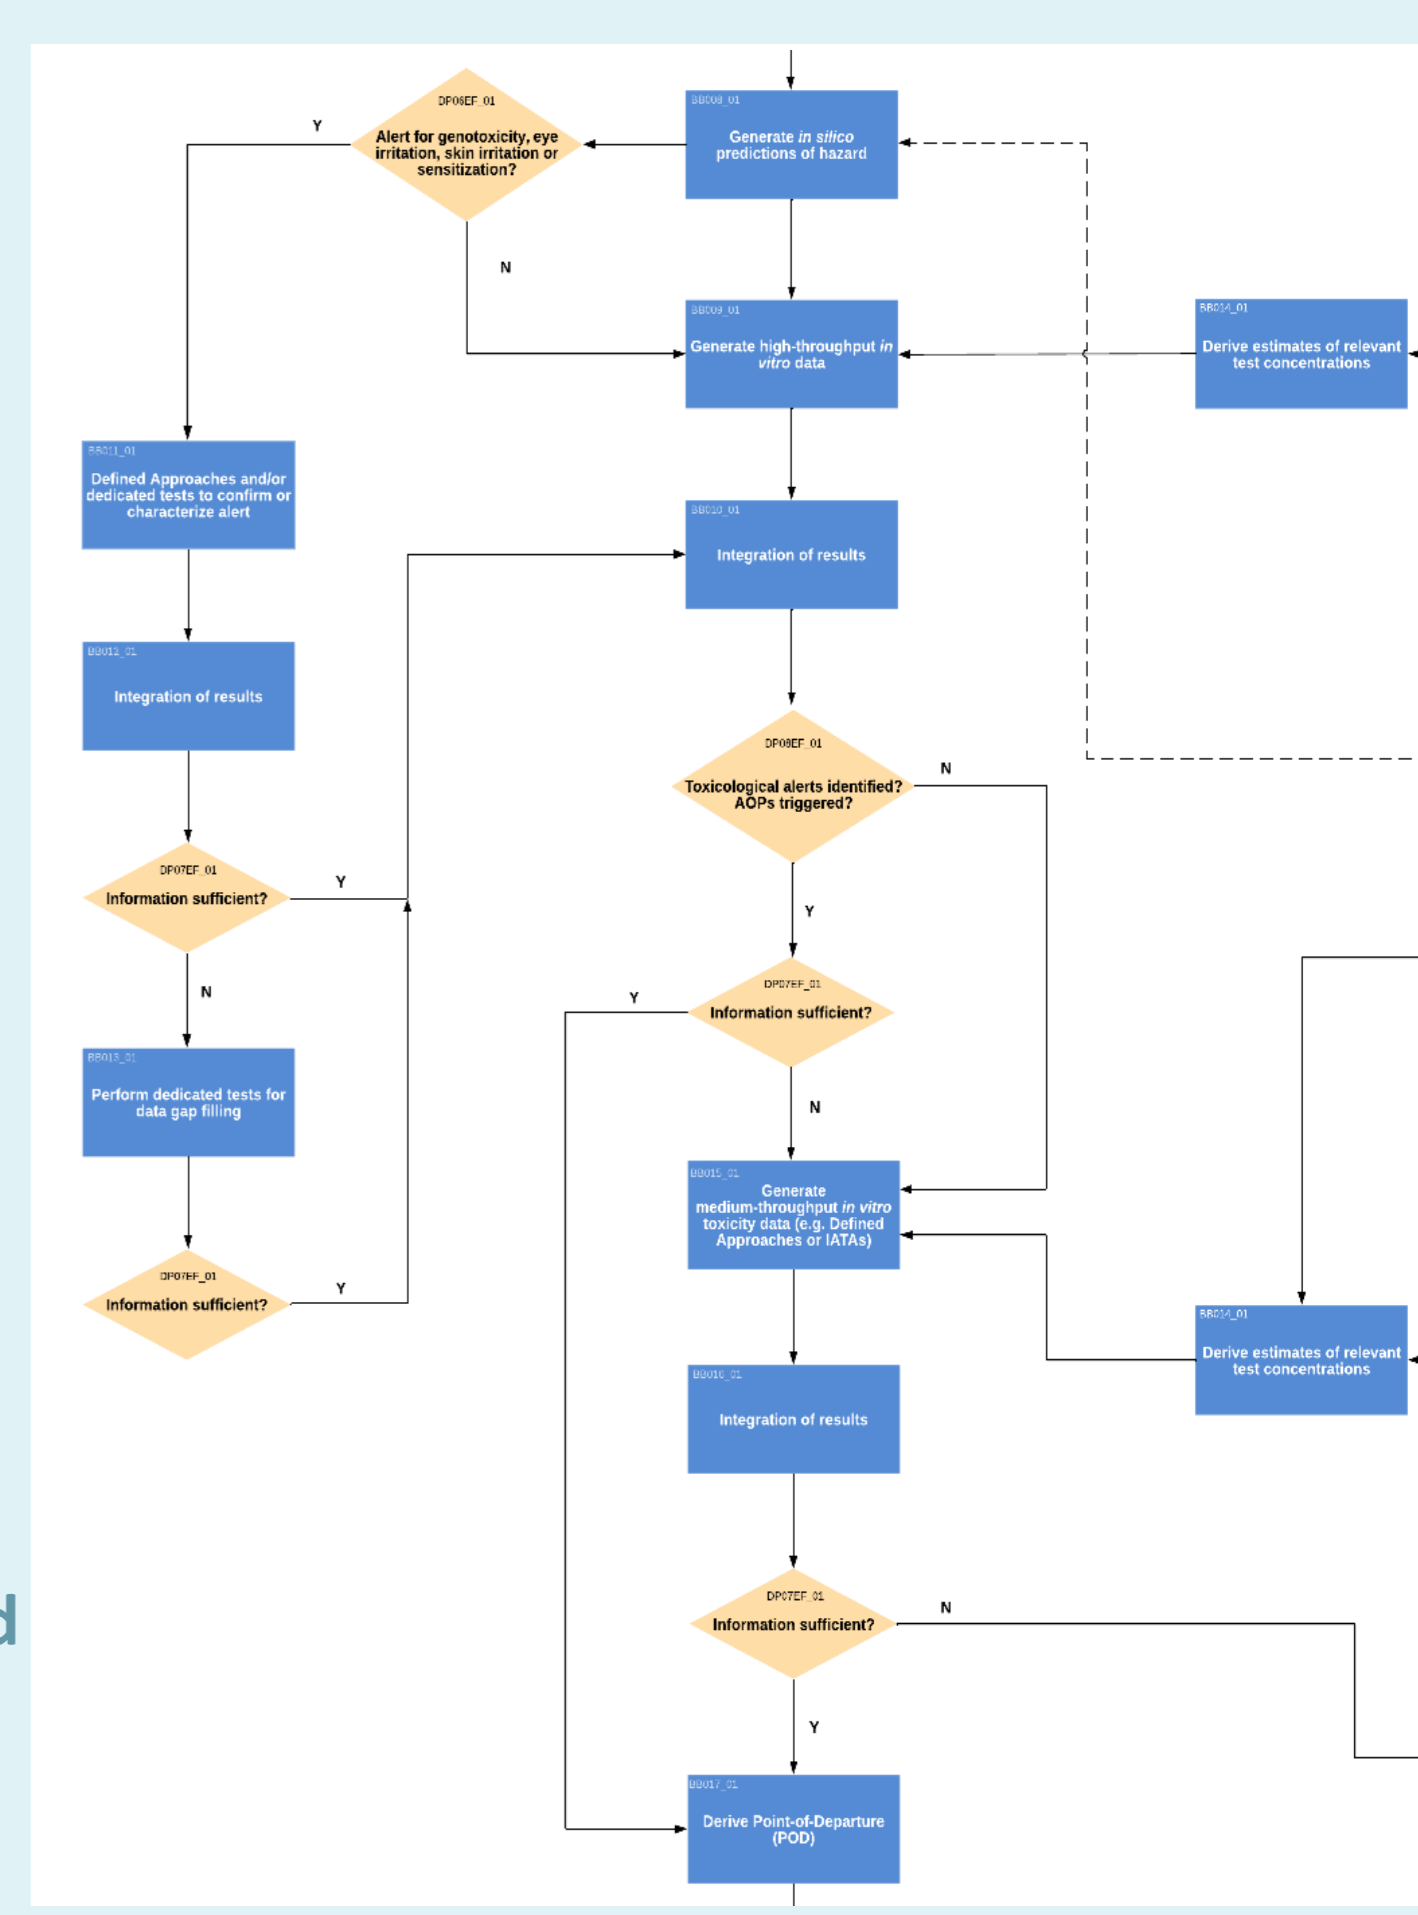 DP06EF_01
Alert for genotoxicity, eye
irritation, skin irritation or
sensitization?
Y
N
BB008_01
Generate in silico
predictions of hazard
BB009_01
Generate high-throughput in
vitro data
BB014_01
Derive estimates of relevant
test concentrations
BB011_01
Defined Approaches and/or
dedicated tests to confirm or
characterize alert
BB010_01
Integration of results
BB012_01
Integration of results
DP08EF_01
Toxicological alerts identified?
AOPs triggered?
N
Y
DP07EF_01
Information sufficient?
Y
N
DP07EF_01
Information sufficient?
Y
N
BB013_01
Perform dedicated tests for
data gap filling
BB015_01
Generate
medium-throughput in vitro
toxicity data (e.g. Defined
Approaches or IATAs)
DP07EF_01
Information sufficient?
Y
BB014_01
Derive estimates of relevant
test concentrations
BB016_01
Integration of results
DP07EF_01
Information sufficient?
N
Y
d
BB017_01
Derive Point-of-Departure
(POD)